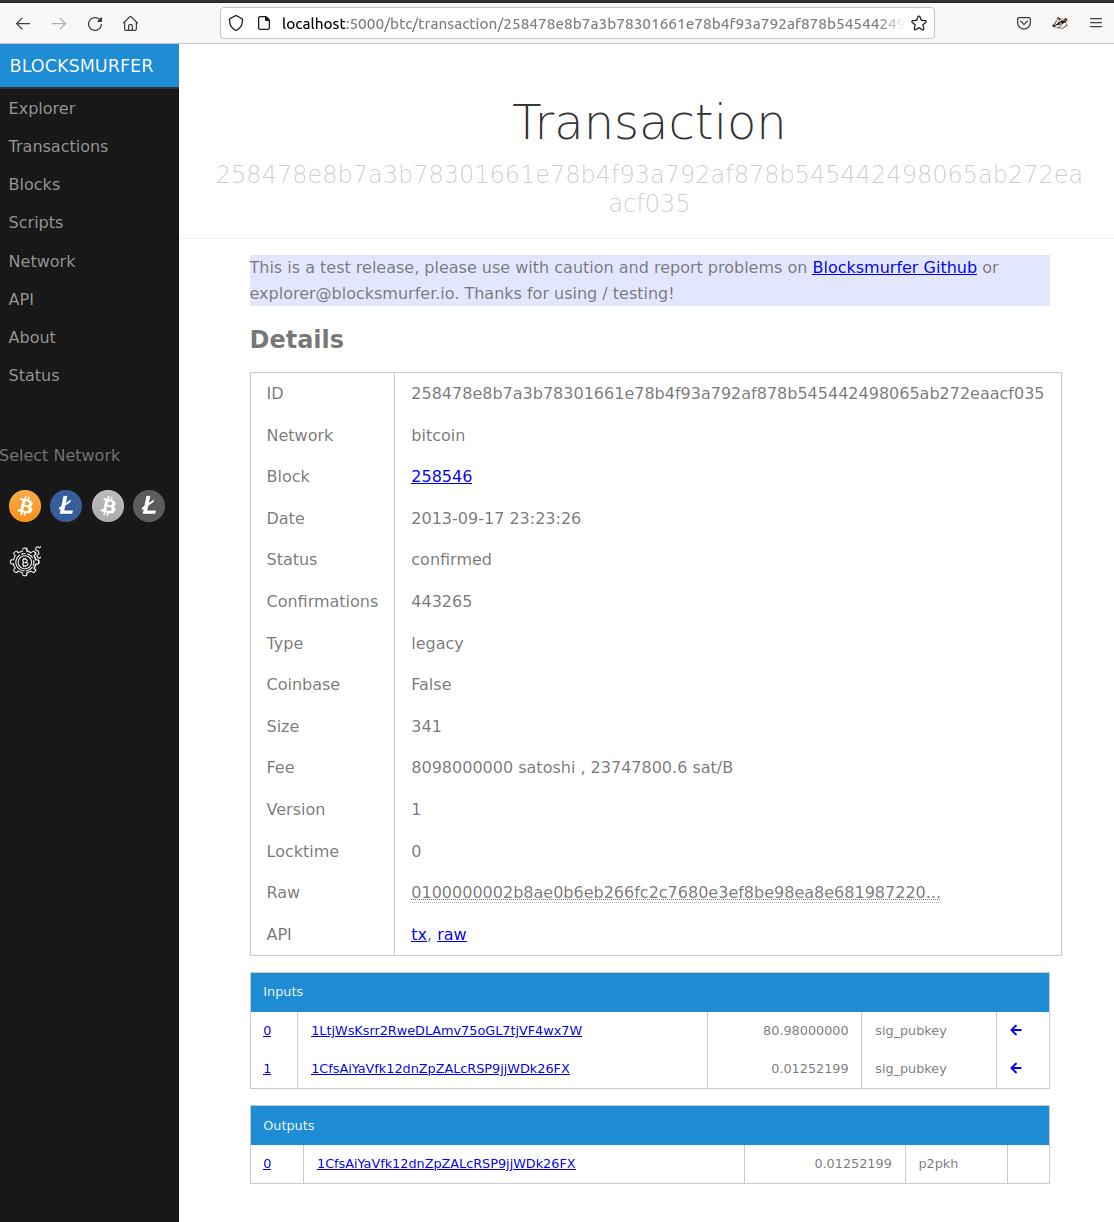 localhost:5000/btc/transaction/258478e8b7a3b78301661e78b4f93a792af878b54544249
BLOCKSMURFER
Explorer
Transactions
Blocks
Scripts
Network
API
About
Status
Select Network
Transaction
258478e8b7a3b78301661e78b4f93a792af878b545442498065ab272ea
acf035
This is a test release, please use with caution and report problems on Blocksmurfer Github or
explorer@blocksmurfer.io. Thanks for using / testing!
Details
ID 258478e8b7a3b78301661e78b4f93a792af878b545442498065ab272eaacf035
Network bitcoin
Block 258546
Date 2013-09-17 23:23:26
Status confirmed
Confirmations 443265
Type legacy
Coinbase False
Size 341
Fee 8098000000 satoshi , 23747800.6 sat/B
Version 1
Locktime 0
Raw 0100000002b8ae0b6eb266fc2c7680e3ef8be98ea8e681987220...
API tx, raw
Inputs
0 1LtjWsKsrr2RweDLAmv75oGL7tjVF4wx7W 80.98000000 sig_pubkey
1 1CfsAiYaVfk12dnZpZALcRSP9jjWDk26FX 0.01252199 sig_pubkey
Outputs
0 1CfsAiYaVfk12dnZpZALcRSP9jjWDk26FX 0.01252199 p2pkh